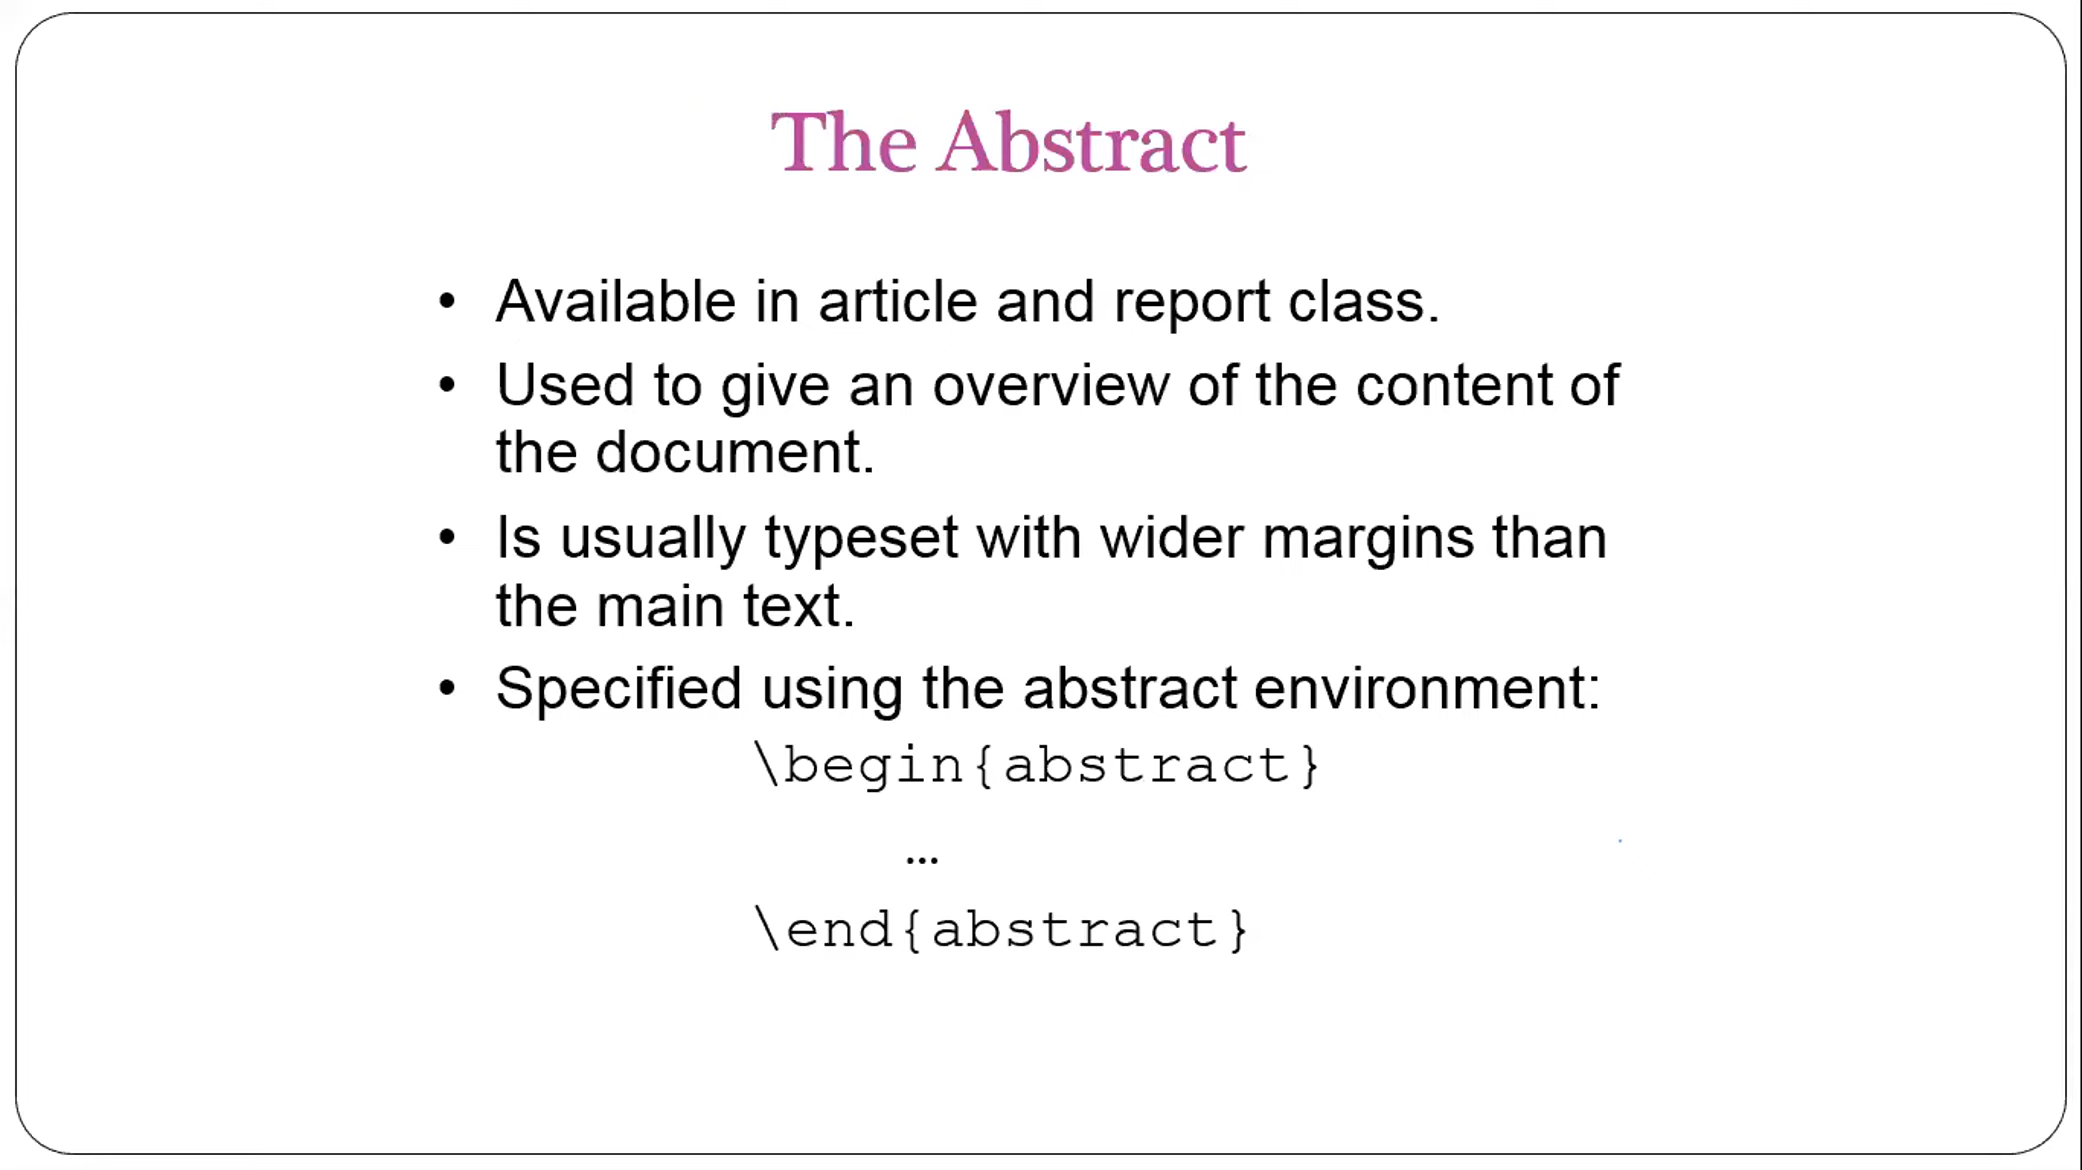 The Abstract
• Available in article and report class.
• Used to give an overview of the content of
the document.
• Is usually typeset with wider margins than
the main text.
• Specified using the abstract environment:
\begin{abstract}
…
\end{abstract}